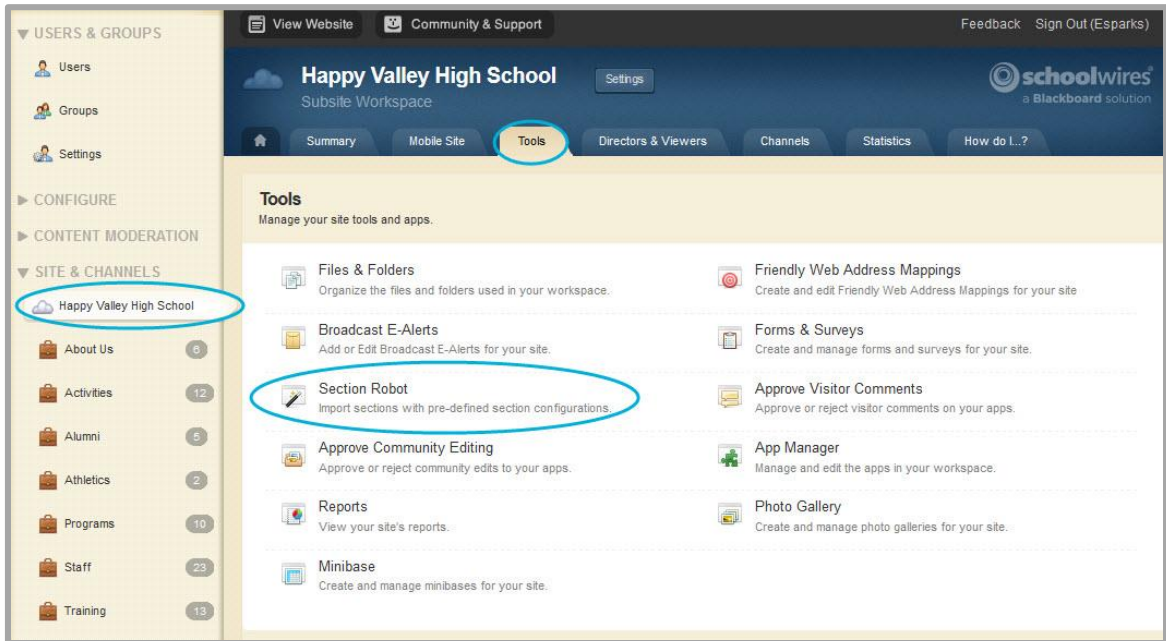 View Website Community & Support Feedback Sign Out (Esparks)
USERS & GROUPS
Users
Groups
Settings
CONFIGURE
CONTENT MODERATION
SITE & CHANNELS
Happy Valley High School
About Us 6
Activities 12
Alumni 5
Athletics 2
Programs 10
Staff 23
Training 13
Happy Valley High School Settings
Subsite Workspace
schoolwires
a Blackboard solution
Summary Mobile Site Tools Directors & Viewers Channels Statistics How do I...?
Tools
Manage your site tools and apps.
Files & Folders
Organize the files and folders used in your workspace.
Friendly Web Address Mappings
Create and edit Friendly Web Address Mappings for your site
Broadcast E-Alerts
Add or Edit Broadcast E-Alerts for your site.
Forms & Surveys
Create and manage forms and surveys for your site.
Section Robot
Import sections with pre-defined section configurations.
Approve Visitor Comments
Approve or reject visitor comments on your apps.
Approve Community Editing
Approve or reject community edits to your apps.
App Manager
Manage and edit the apps in your workspace.
Reports
View your site's reports.
Photo Gallery
Create and manage photo galleries for your site.
Minibase
Create and manage minibases for your site.